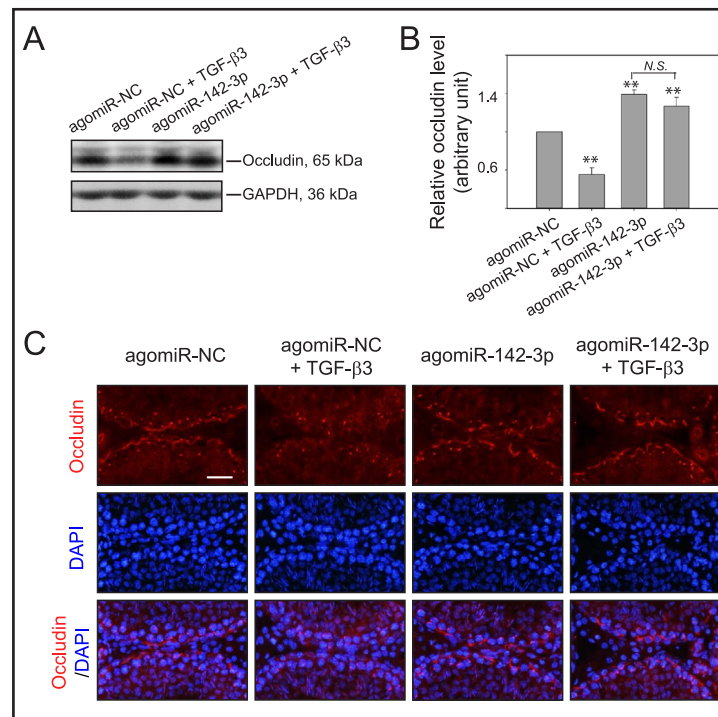 A
agomiR-NC
agomiR-NC + TGF-β3
agomiR-142-3p
agomiR-142-3p + TGF-β3
Occludin, 65 kDa
GAPDH, 36 kDa
B
Relative occludin level
(arbitrary unit)
1.4
0.6
**
**
N.S.
**
agomiR-NC
agomiR-NC + TGF-β3
agomiR-142-3p
agomiR-142-3p + TGF-β3
C
agomiR-NC
agomiR-NC
+ TGF-β3
agomiR-142-3p
agomiR-142-3p
+ TGF-β3
Occludin
DAPI
Occludin
/DAPI